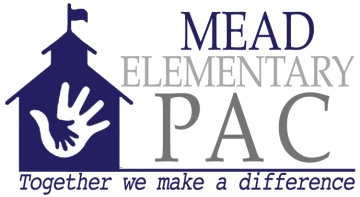 MEAD
ELEMENTARY
PAC
Together we make a difference